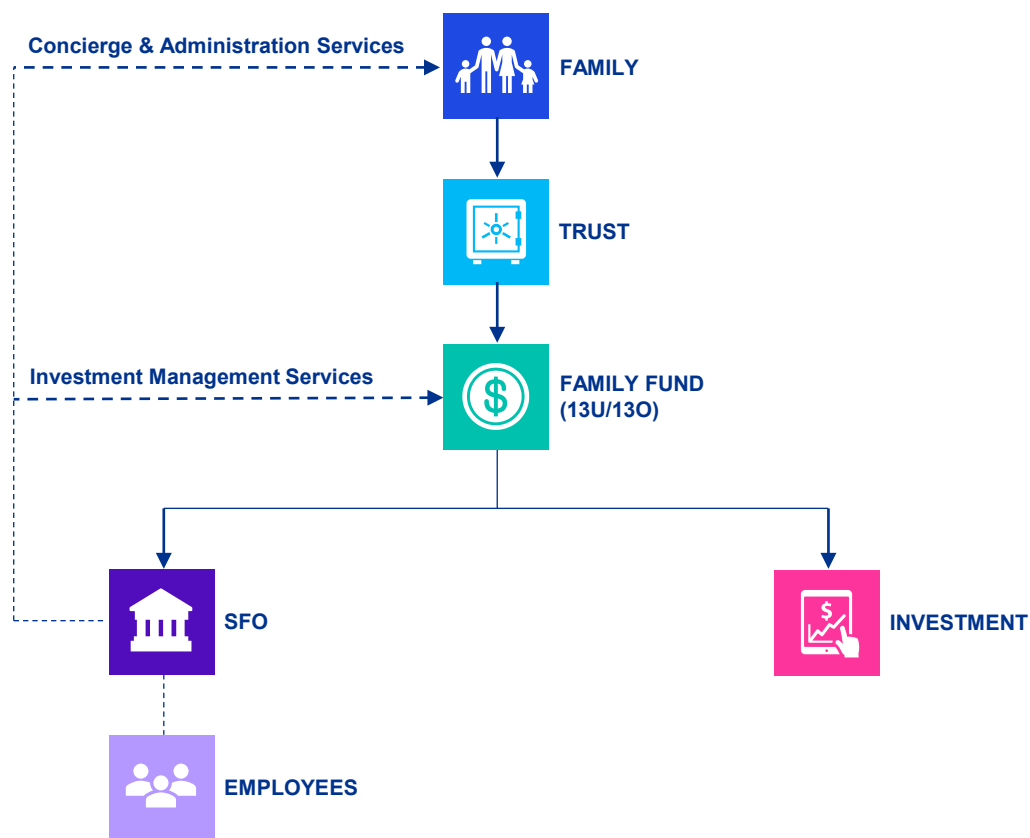 Concierge & Administration Services
FAMILY
TRUST
Investment Management Services
FAMILY FUND
(13U/13O)
$
SFO
$
INVESTMENT
EMPLOYEES